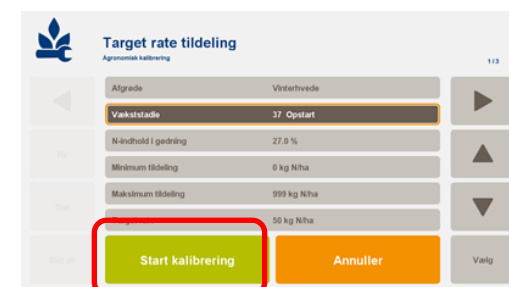 Target rate tildeling
Agronomisk kalibrering
1/3
Afgrøde Vinterhvede
Vækststadie 37 Opstart
N-indhold i gødning 27.0 %
Minimum tildeling 0 kg N/ha
Maksimum tildeling 999 kg N/ha
50 kg N/ha
Start kalibrering
Annuller
Vælg